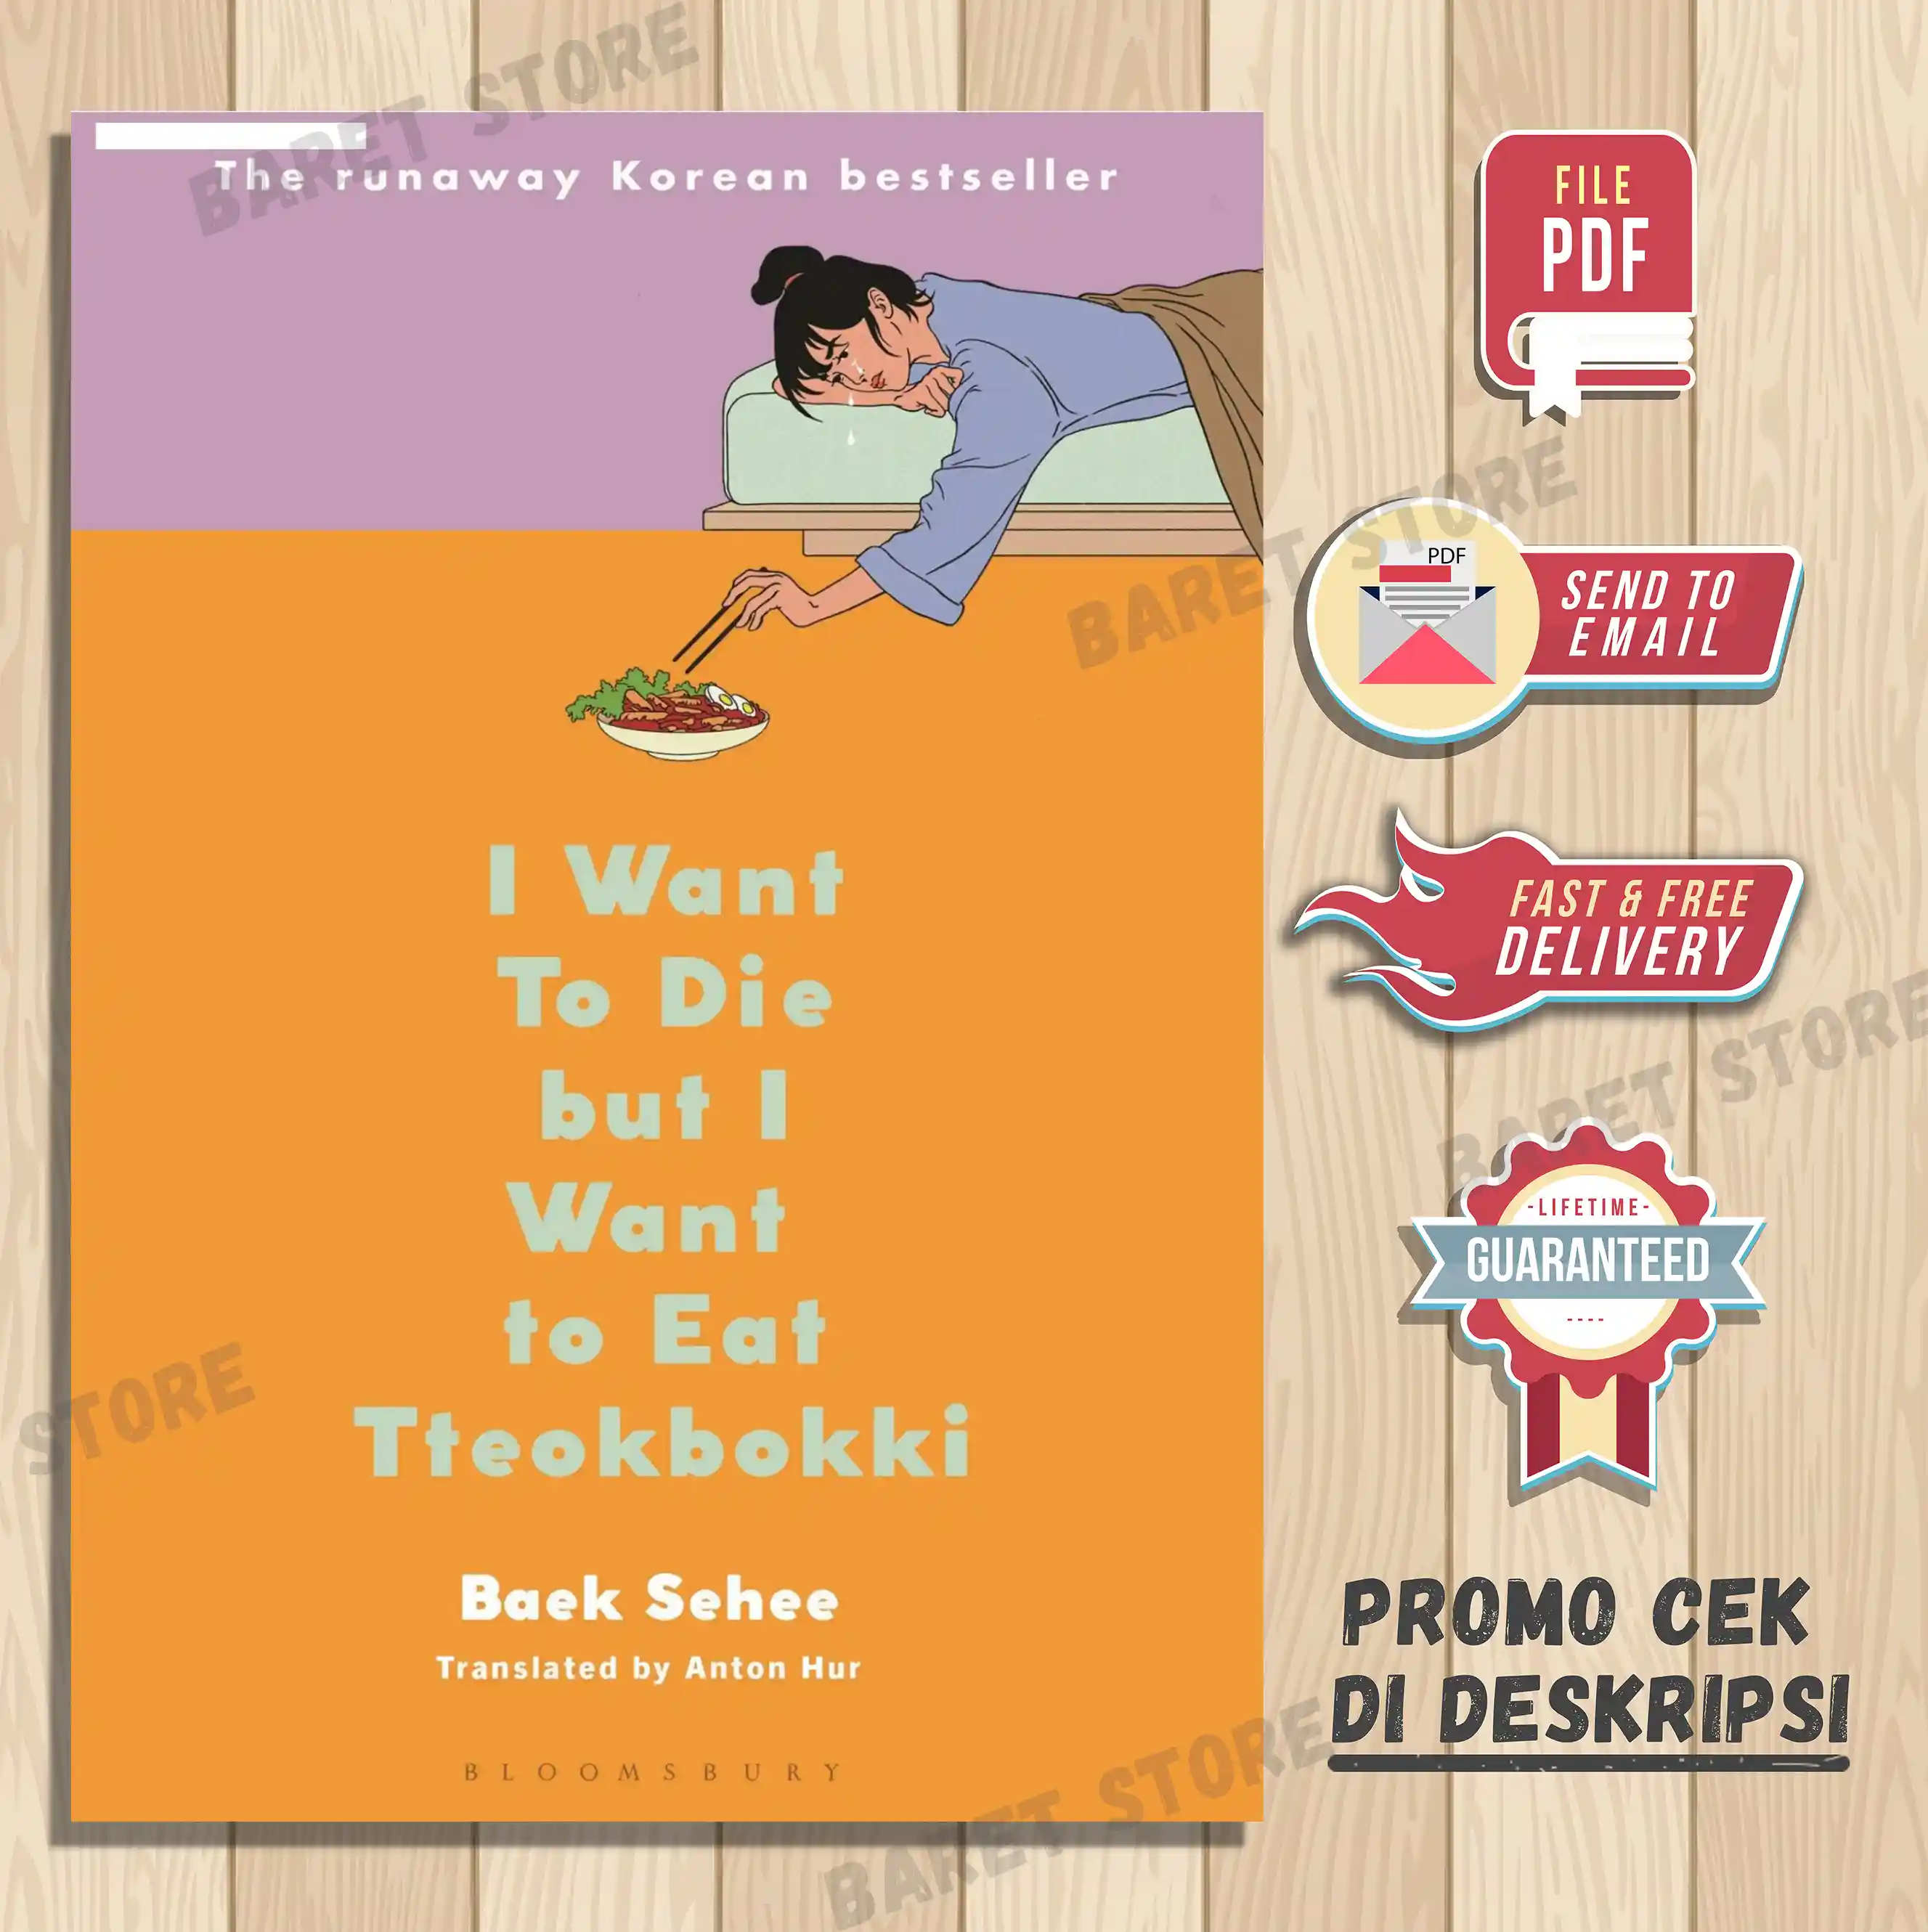 BARET STORE
The runaway Korean bestseller
I Want
To Die
but I
Want
to Eat
Tteokbokki
Baek Sehee
Translated by Anton Hur
BLOOMSBURY
FILE
PDF
PDF
SEND TO
EMAIL
BARET STORE
FAST & FREE
DELIVERY
BARET STORE
-LIFETIME-
GUARANTEED
STORE
PROMO CEK
DI DESKRIPSI
BARET STORE